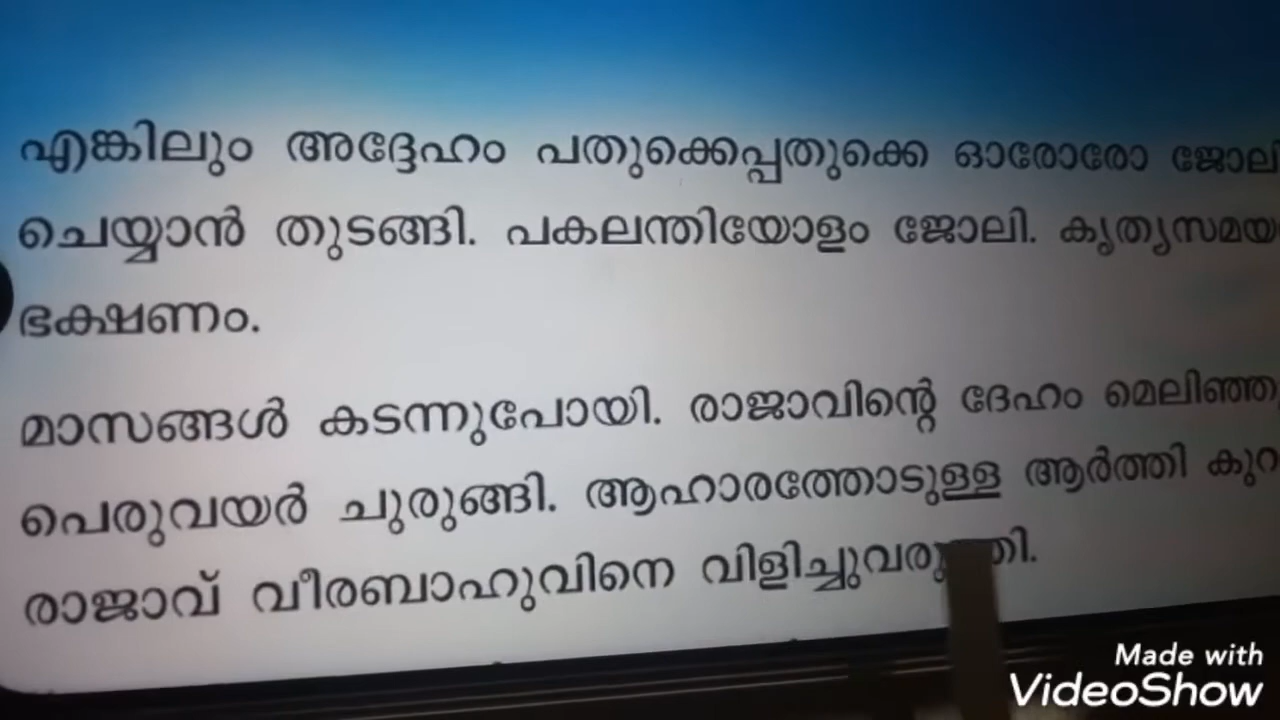 എങ്കിലും അദ്ദേഹം പതുക്കെപ്പതുക്കെ ഓരോരോ ജോലി
ചെയ്യാൻ തുടങ്ങി. പകലന്തിയോളം ജോലി. കൃത്യസമയ
ഭക്ഷണം.
മാസങ്ങൾ കടന്നുപോയി. രാജാവിന്റെ ദേഹം മെലിഞ്ഞു
പെരുവയർ ചുരുങ്ങി. ആഹാരത്തോടുള്ള ആർത്തി
രാജാവ് വീരബാഹുവിനെ
Made with
VideoShow